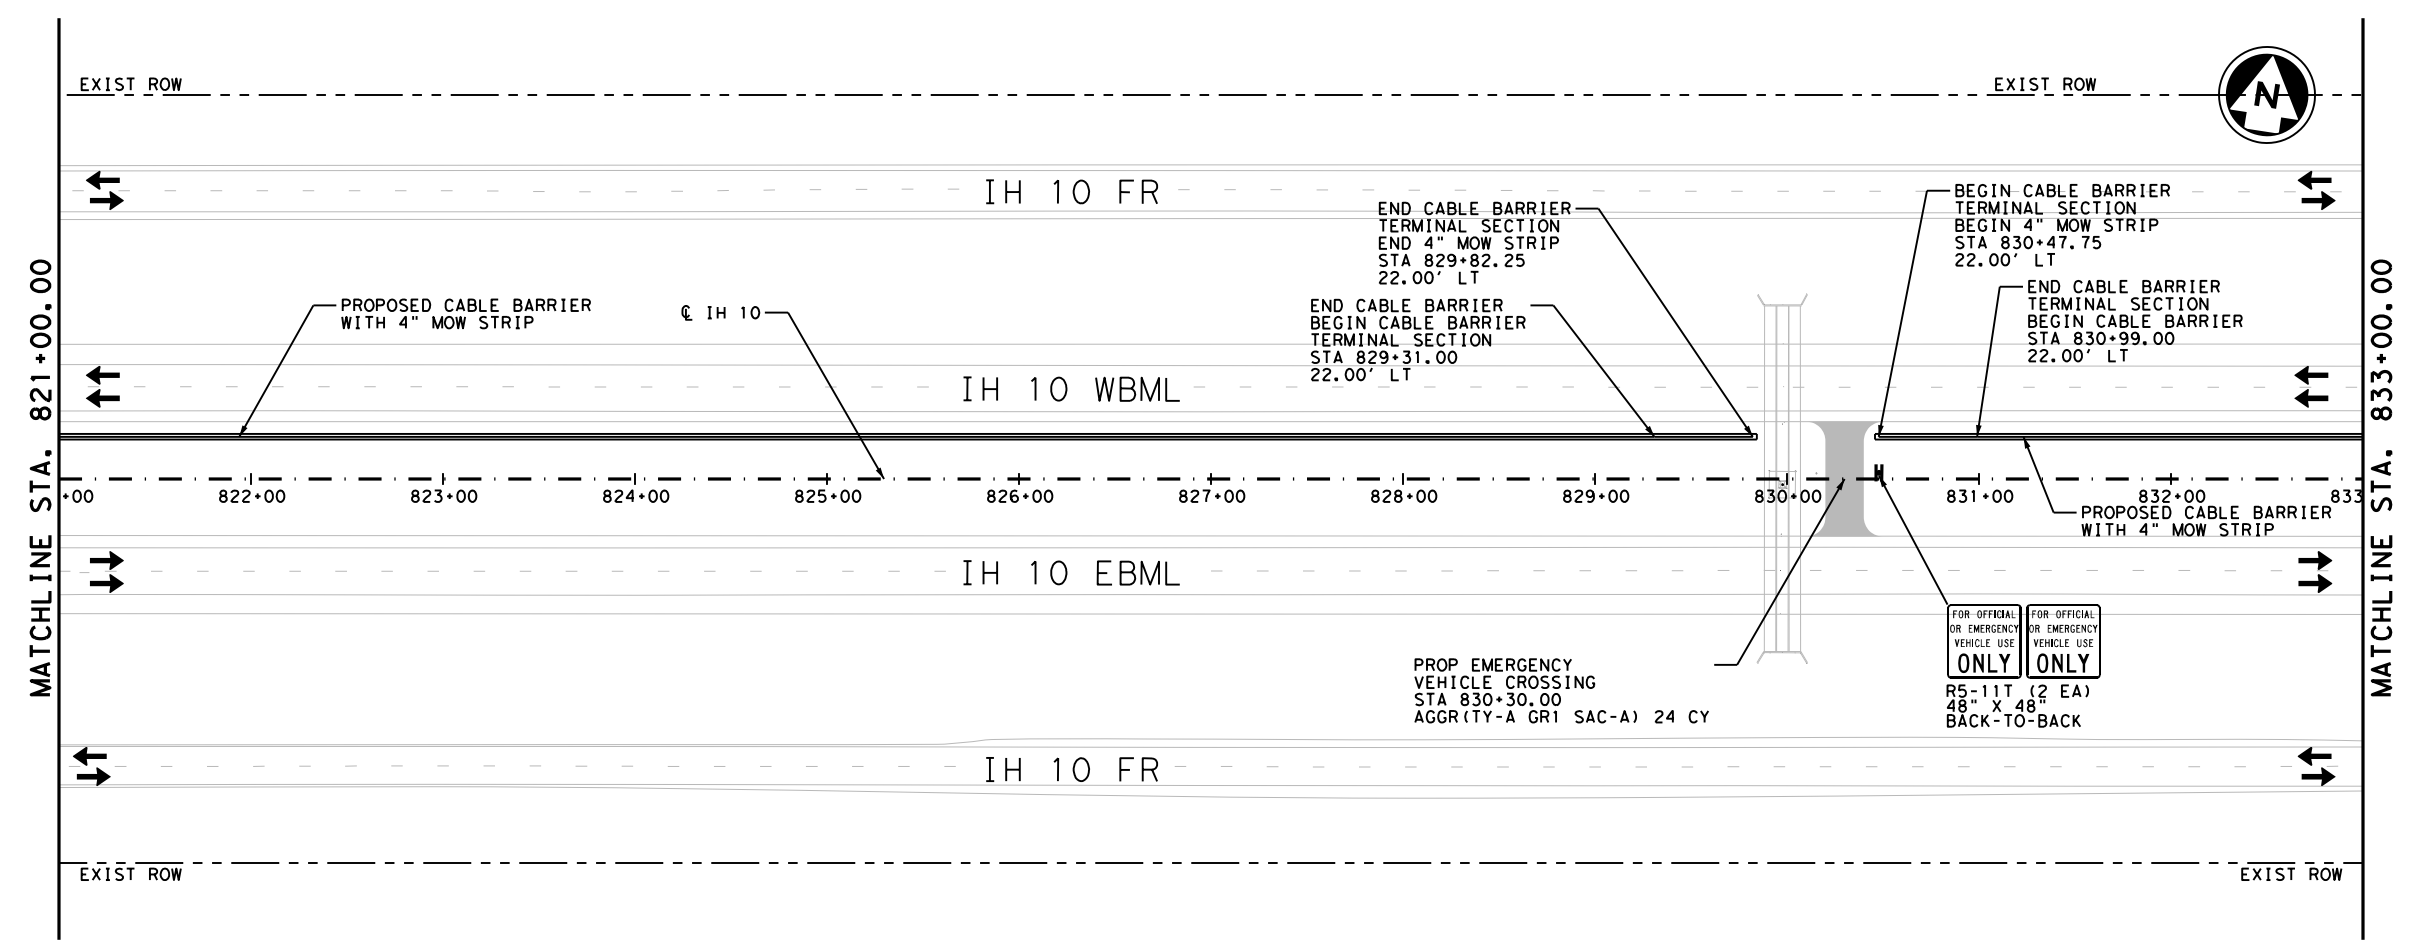 EXIST ROW
EXIST ROW
N
IH 10 FR
END CABLE BARRIER
TERMINAL SECTION
END 4" MOW STRIP
STA 829+82.25
22.00' LT
BEGIN CABLE BARRIER
TERMINAL SECTION
BEGIN 4" MOW STRIP
STA 830+47.75
22.00' LT
END CABLE BARRIER
BEGIN CABLE BARRIER
TERMINAL SECTION
STA 829+31.00
22.00' LT
END CABLE BARRIER
TERMINAL SECTION
BEGIN CABLE BARRIER
STA 830+99.00
22.00' LT
PROPOSED CABLE BARRIER
WITH 4" MOW STRIP
℄ IH 10
MATCHLINE STA. 821+00.00
MATCHLINE STA. 833+00.00
IH 10 WBML
+00
822+00
823+00
824+00
825+00
826+00
827+00
828+00
829+00
830+00
831+00
832+00
833
PROPOSED CABLE BARRIER
WITH 4" MOW STRIP
IH 10 EBML
FOR OFFICIAL
OR EMERGENCY
VEHICLE USE
ONLY
FOR OFFICIAL
OR EMERGENCY
VEHICLE USE
ONLY
R5-11T (2 EA)
48" X 48"
BACK-TO-BACK
PROP EMERGENCY
VEHICLE CROSSING
STA 830+30.00
AGGR(TY-A GR1 SAC-A) 24 CY
IH 10 FR
EXIST ROW
EXIST ROW